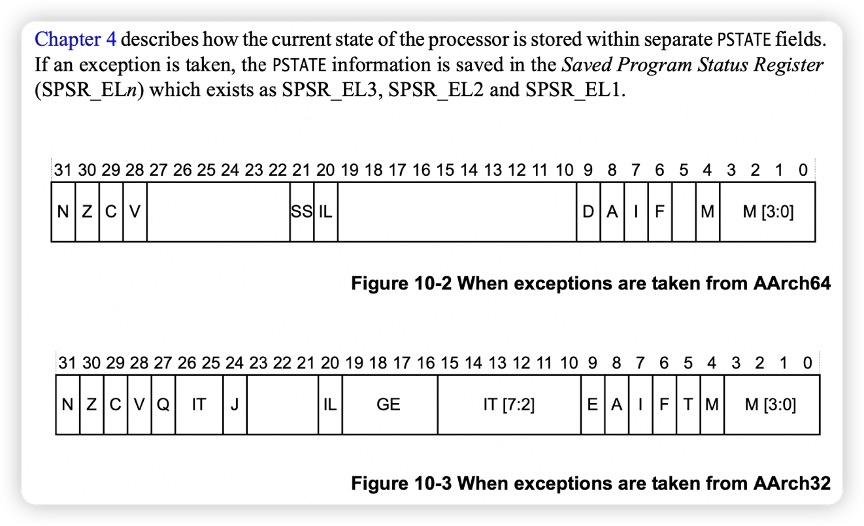 Chapter 4 describes how the current state of the processor is stored within separate PSTATE fields.
If an exception is taken, the PSTATE information is saved in the Saved Program Status Register
(SPSR_ELn) which exists as SPSR_EL3, SPSR_EL2 and SPSR_EL1.
31 30 29 28 27 26 25 24 23 22 21 20 19 18 17 16 15 14 13 12 11 10 9 8 7 6 5 4 3 2 1 0
N Z C V SS IL D A I F M M [3:0]
Figure 10-2 When exceptions are taken from AArch64
31 30 29 28 27 26 25 24 23 22 21 20 19 18 17 16 15 14 13 12 11 10 9 8 7 6 5 4 3 2 1 0
N Z C V Q IT J IL GE IT [7:2] E A I F T M M [3:0]
Figure 10-3 When exceptions are taken from AArch32